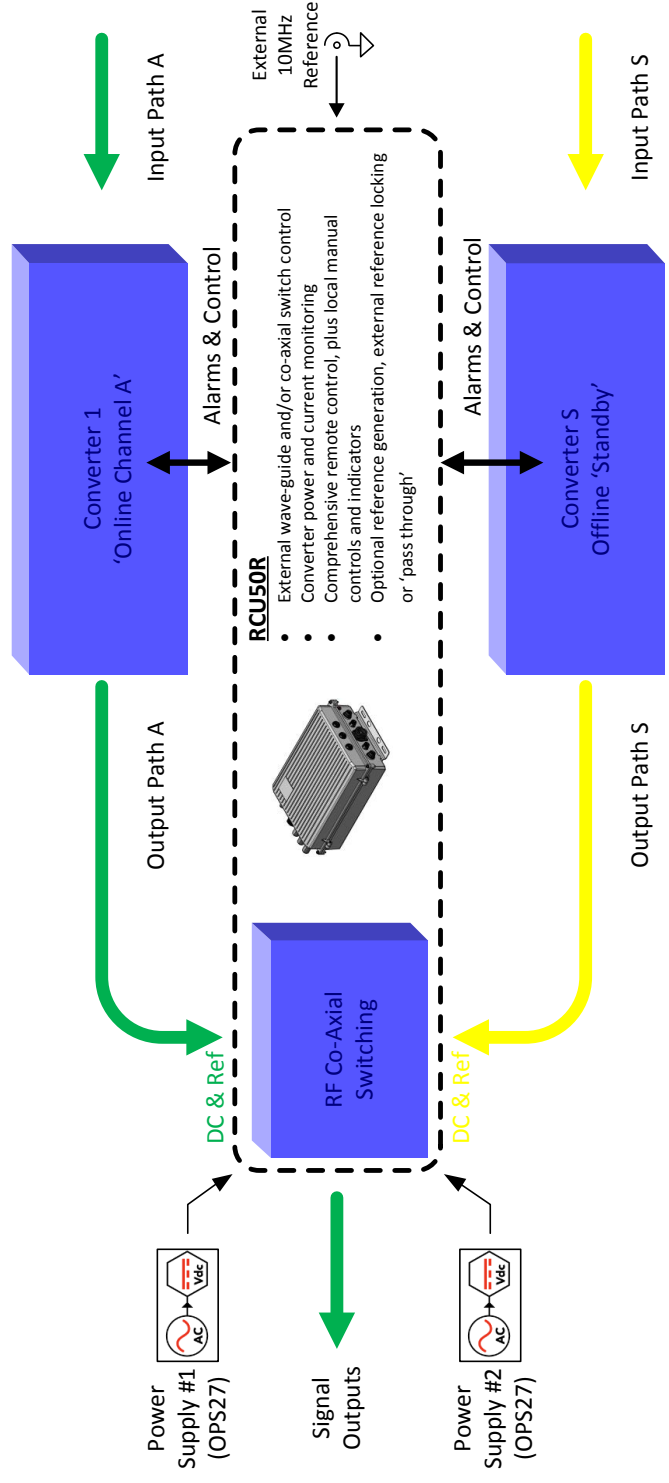 Power
Supply #1
(OPS27)
AC
Vdc
Signal
Outputs
Power
Supply #2
(OPS27)
AC
Vdc
DC & Ref
RF Co-Axial
Switching
DC & Ref
Output Path A
Output Path S
Converter 1
‘Online Channel A’
Alarms & Control
RCU50R
• External wave-guide and/or co-axial switch control
• Converter power and current monitoring
• Comprehensive remote control, plus local manual
controls and indicators
• Optional reference generation, external reference locking
or ‘pass through’
Alarms & Control
Converter S
Offline ‘Standby’
Input Path A
External
10MHz
Reference
Input Path S